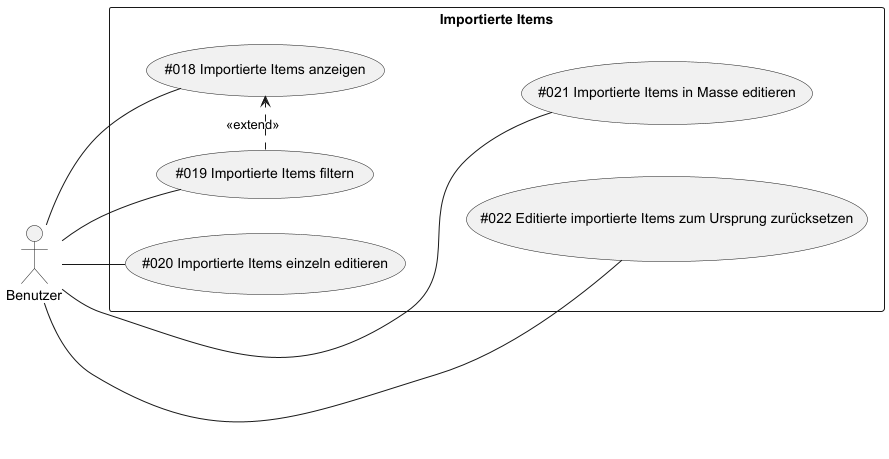 Importierte Items
#018 Importierte Items anzeigen
#021 Importierte Items in Masse editieren
«extend»
#019 Importierte Items filtern
#022 Editierte importierte Items zum Ursprung zurücksetzen
#020 Importierte Items einzeln editieren
Benutzer